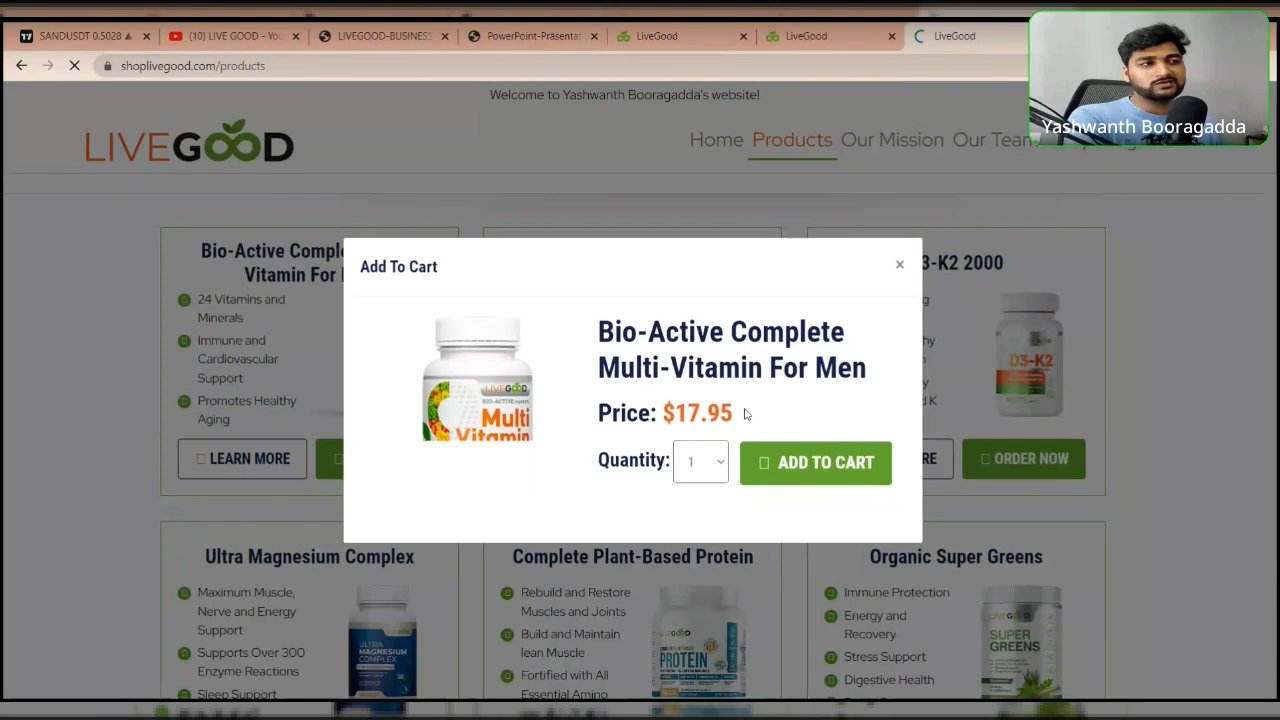 SANDUSDT 0.5028
(10) LIVE GOOD - You
LIVEGOOD-BUSINESS
PowerPoint-Präsentat
LiveGood
LiveGood
LiveGood
shoplivegood.com/products
Welcome to Yashwanth Booragadda's website!
Yashwanth Booragadda
LIVEGOOD
Home Products Our Mission Our Team
Bio-Active Comple
Vitamin For
24 Vitamins and
Minerals
Immune and
Cardiovascular
Support
Promotes Healthy
Aging
LEARN MORE
Add To Cart
×
LIVEGOOD
Multi
Vitamin
Bio-Active Complete
Multi-Vitamin For Men
Price: $17.95
Quantity: 1
ADD TO CART
3-K2 2000
D3-K2
RE
ORDER NOW
Ultra Magnesium Complex
Maximum Muscle,
Nerve and Energy
Support
Supports Over 300
Enzyme Reactions
Sleep Support
ULTRA
MAGNESIUM
COMPLEX
Complete Plant-Based Protein
Rebuild and Restore
Muscles and Joints
Build and Maintain
lean Muscle
Fortified with All
Essential Amino
PROTEIN
Organic Super Greens
Immune Protection
Energy and
Recovery
Stress Support
Digestive Health
LIVEGOOD
SUPER
GREENS